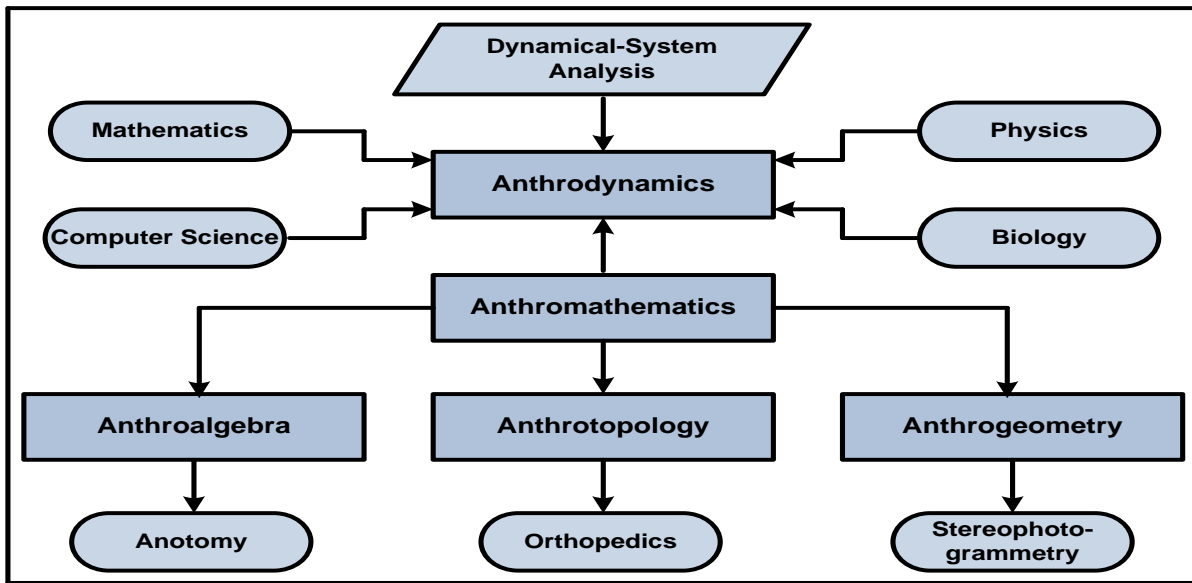 Dynamical-System
Analysis
Mathematics
Physics
Anthrodynamics
Computer Science
Biology
Anthromathematics
Anthroalgebra
Anthrotopology
Anthrogeometry
Anotomy
Orthopedics
Stereophoto-
grammetry